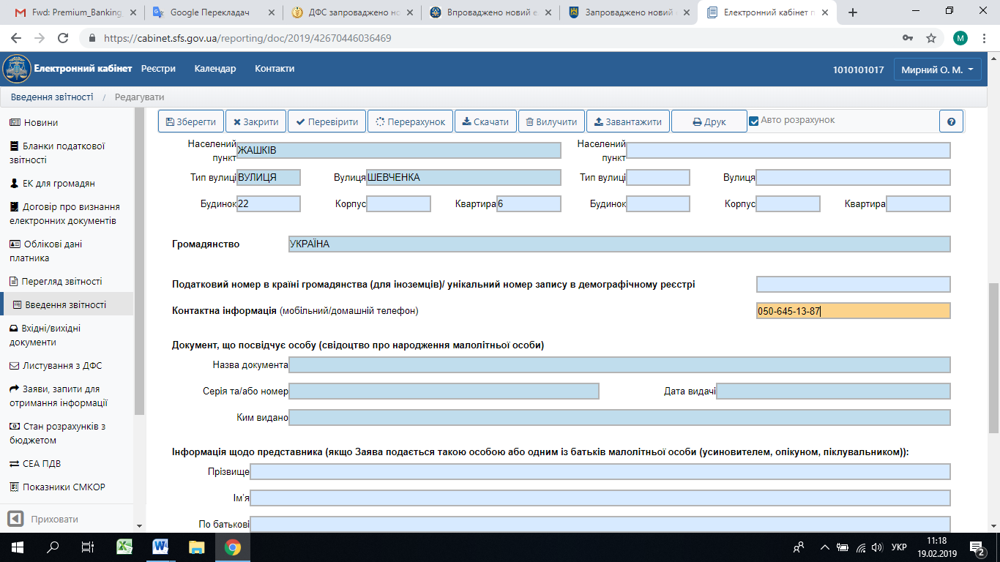 Fwd: Premium_Banking
Google Перекладач
ДФС запроваджено но
Впроваджено новий е
Запроваджено новий
Електронний кабінет п
https://cabinet.sfs.gov.ua/reporting/doc/2019/42670446036469
M
Електронний кабінет Реєстри Календар Контакти 1010101017 Мирний О. М.
Введення звітності / Редагувати
Новини
Бланки податкової
звітності
ЕК для громадян
Договір про визнання
електронних документів
Облікові дані
платника
Перегляд звітності
Введення звітності
Вхідні/вихідні
документи
Листування з ДФС
Заяви, запити для
отримання інформації
Стан розрахунків з
бюджетом
СЕА ПДВ
Показники СМКОР
Приховати
Зберегти Закрити Перевірити Перерахунок Скачати Вилучити Завантажити Друк Авто розрахунок ?
Населений
пункт ЖАШКІВ
Населений
пункт
Тип вулиці ВУЛИЦЯ Вулиця ШЕВЧЕНКА Тип вулиці Вулиця
Будинок 22 Корпус Квартира 6 Будинок Корпус Квартира
Громадянство УКРАЇНА
Податковий номер в країні громадянства (для іноземців)/ унікальний номер запису в демографічному реєстрі
Контактна інформація (мобільний/домашній телефон) 050-645-13-87
Документ, що посвідчує особу (свідоцтво про народження малолітньої особи)
Назва документа
Серія та/або номер Дата видачі
Ким видано
Інформація щодо представника (якщо Заява подається такою особою або одним із батьків малолітної особи (усиновителем, опікуном, піклувальником)):
Прізвище
Ім'я
По батькові
УКР
11:18
19.02.2019
2